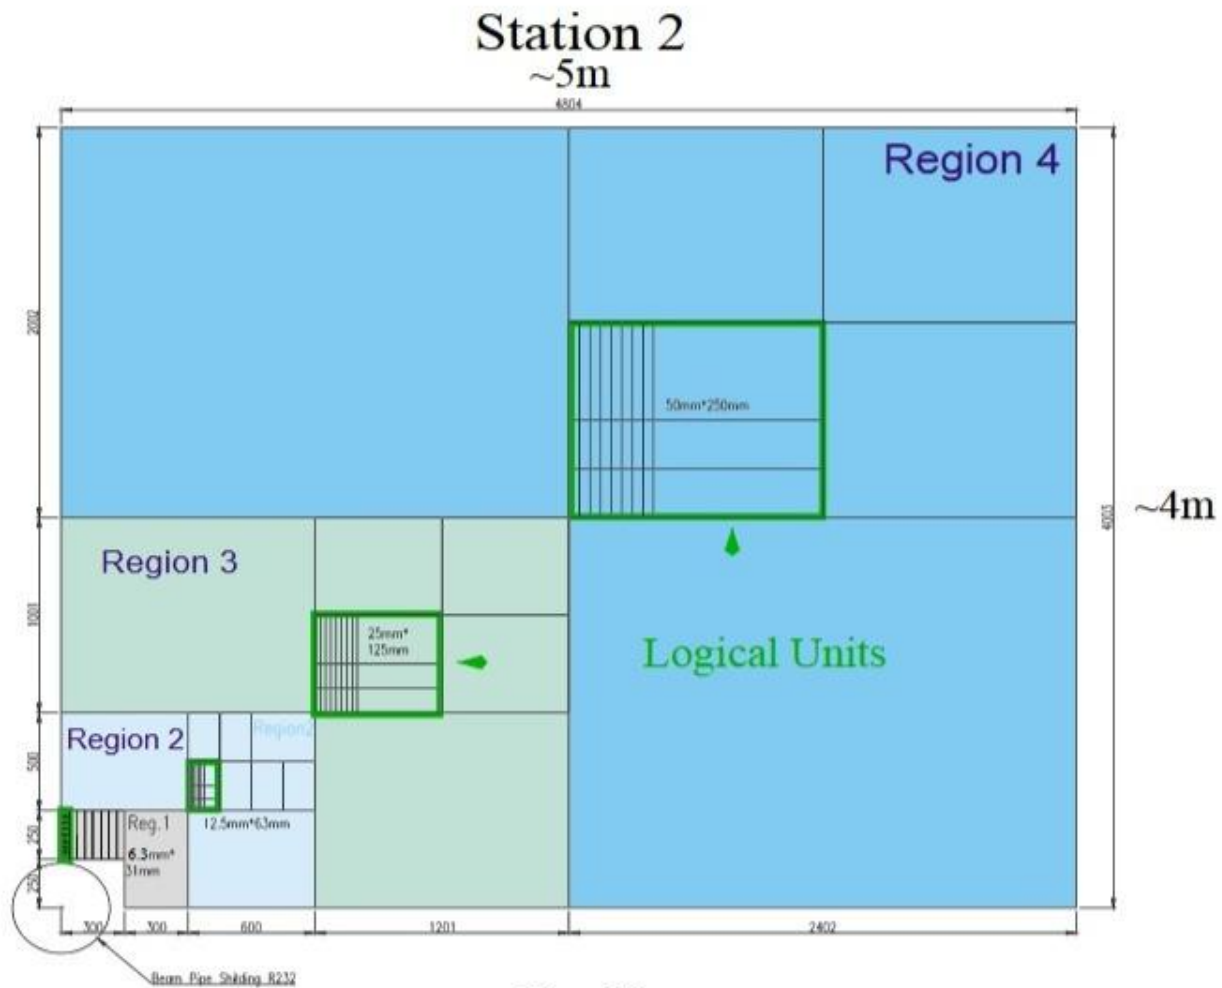 Station 2
~5m
4804
Region 4
2002
50mm*250mm
4003
~4m
Region 3
1001
25mm*
125mm
Logical Units
Region 2
Region2
500
Reg.1
12.5mm*63mm
250
6.3mm*
31mm
250
300
300
600
1201
2402
Beam Pipe Shilding R232